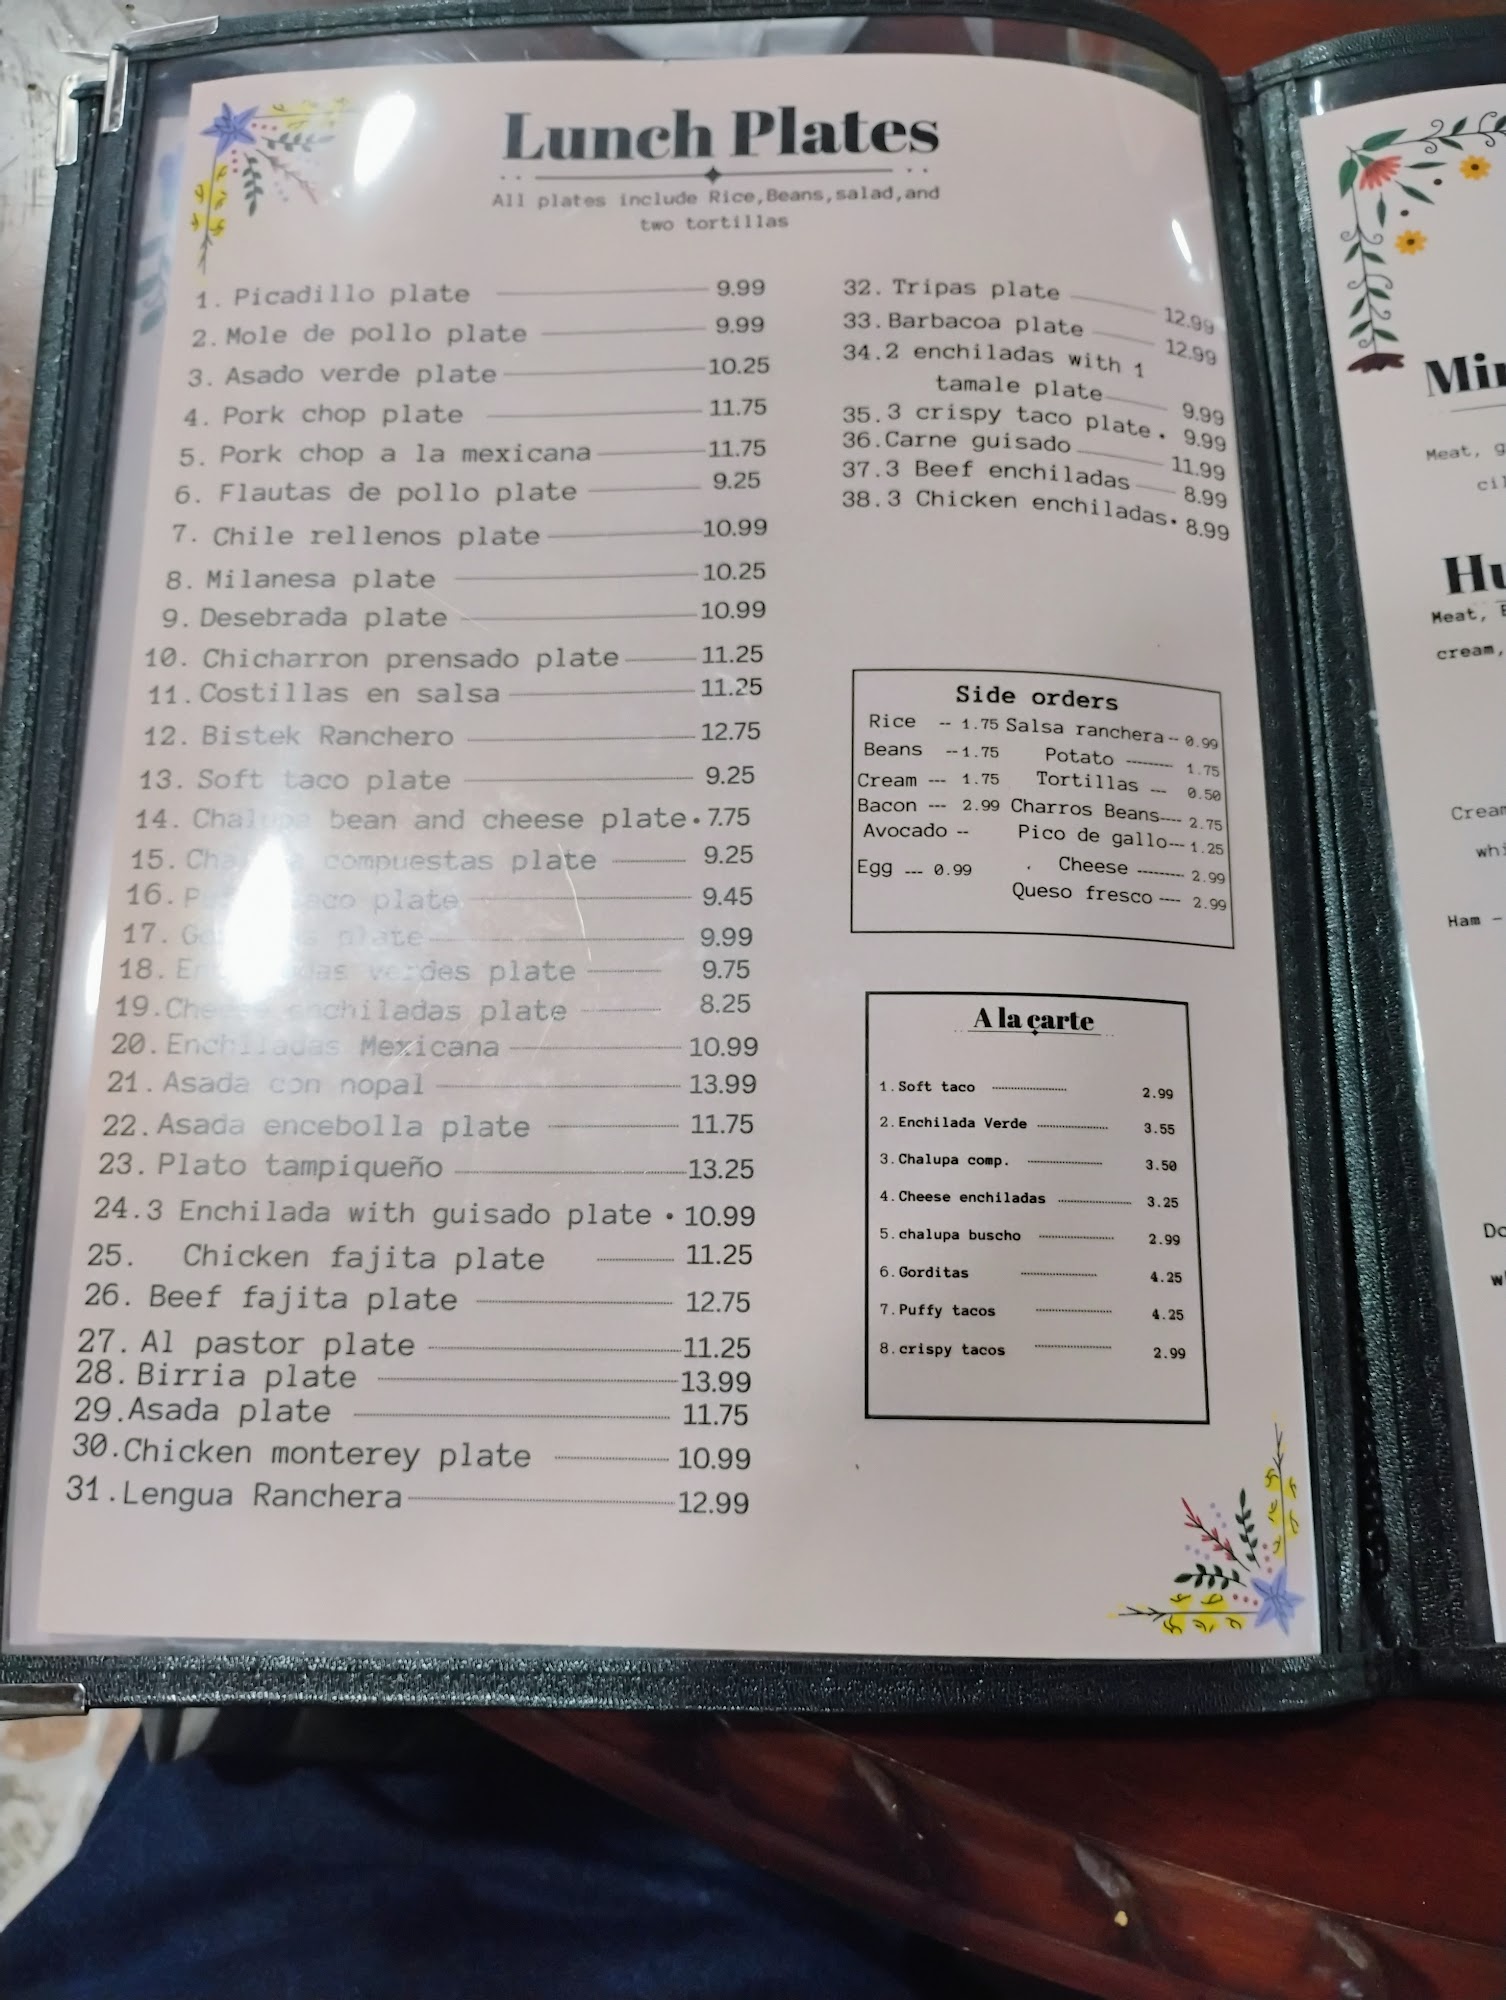 Lunch Plates
All plates include Rice,Beans,salad,and
two tortillas
1. Picadillo plate 9.99
2. Mole de pollo plate 9.99
3. Asado verde plate 10.25
4. Pork chop plate 11.75
5. Pork chop a la mexicana 11.75
6. Flautas de pollo plate 9.25
7. Chile rellenos plate 10.99
8. Milanesa plate 10.25
9. Desebrada plate 10.99
10. Chicharron prensado plate 11.25
11. Costillas en salsa 11.25
12. Bistek Ranchero 12.75
13. Soft taco plate 9.25
14. Chalupa bean and cheese plate 7.75
15. compuestas plate 9.25
16. taco plate 9.45
17. plate 9.99
18. verdes plate 9.75
19. Cheese enchiladas plate 8.25
20. Enchiladas Mexicana 10.99
21. Asada con nopal 13.99
22. Asada encebolla plate 11.75
23. Plato tampiqueño 13.25
24.3 Enchilada with guisado plate 10.99
25. Chicken fajita plate 11.25
26. Beef fajita plate 12.75
27. Al pastor plate 11.25
28. Birria plate 13.99
29.Asada plate 11.75
30.Chicken monterey plate 10.99
31.Lengua Ranchera 12.99
32. Tripas plate 12.99
33. Barbacoa plate 12.99
34.2 enchiladas with 1
tamale plate 9.99
35.3 crispy taco plate 9.99
36.Carne guisado 11.99
37.3 Beef enchiladas 8.99
38.3 Chicken enchiladas 8.99
Side orders
Rice -- 1.75 Salsa ranchera -- 0.99
Beans -- 1.75 Potato -------- 1.75
Cream --- 1.75 Tortillas --- 0.50
Bacon --- 2.99 Charros Beans---- 2.75
Avocado -- Pico de gallo--- 1.25
Egg --- 0.99 Cheese -------- 2.99
Queso fresco ---- 2.99
A la carte
1.Soft taco 2.99
2.Enchilada Verde 3.55
3.Chalupa comp. 3.50
4.Cheese enchiladas 3.25
5.chalupa buscho 2.99
6.Gorditas 4.25
7.Puffy tacos 4.25
8.crispy tacos 2.99
Meat,
Meat,
cream,
Cream
Ham -